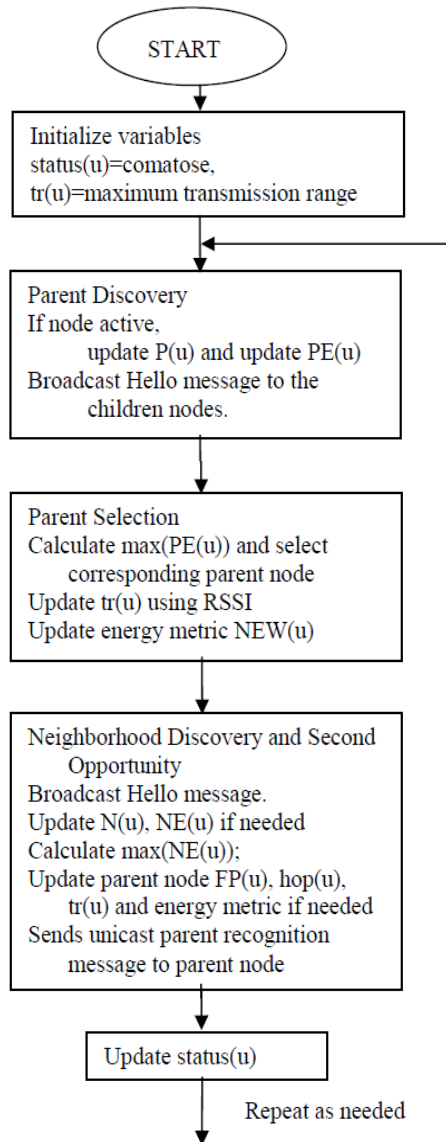 START
Initialize variables
status(u)=comatose,
tr(u)=maximum transmission range
Parent Discovery
If node active,
update P(u) and update PE(u)
Broadcast Hello message to the
children nodes.
Parent Selection
Calculate max(PE(u)) and select
corresponding parent node
Update tr(u) using RSSI
Update energy metric NEW(u)
Neighborhood Discovery and Second
Opportunity
Broadcast Hello message.
Update N(u), NE(u) if needed
Calculate max(NE(u));
Update parent node FP(u), hop(u),
tr(u) and energy metric if needed
Sends unicast parent recognition
message to parent node
Update status(u)
Repeat as needed